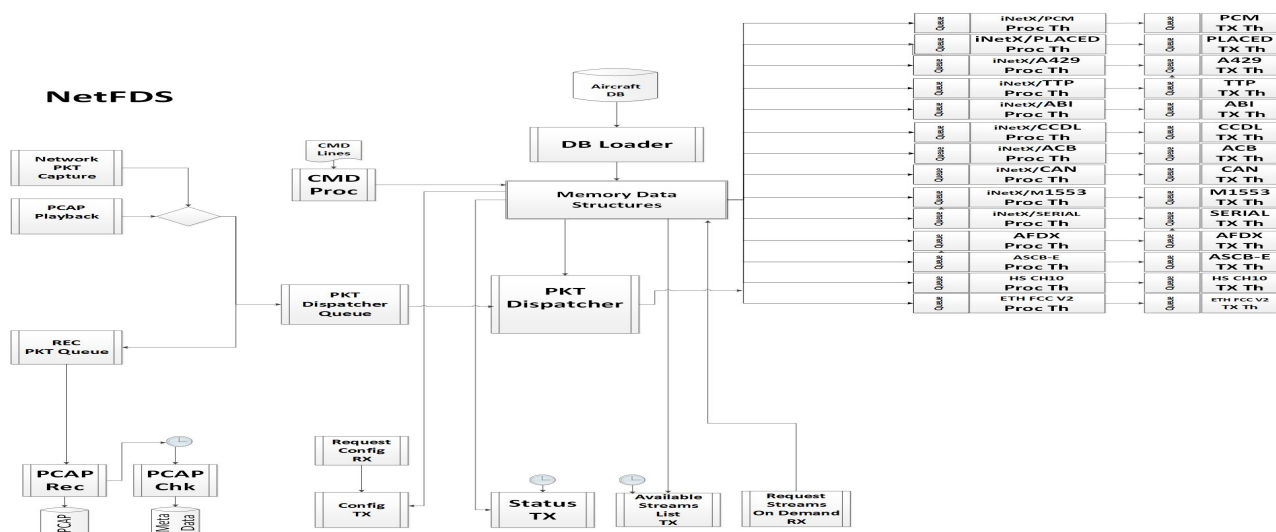 NetFDS
Network
PKT
Capture
PCAP
Playback
CMD
Lines
CMD
Proc
Aircraft
DB
DB Loader
Memory Data
Structures
PKT
Dispatcher
Queue
PKT
Dispatcher
REC
PKT Queue
PCAP
Rec
PCAP
Chk
PCAP
Meta
Data
Request
Config
RX
Config
TX
Status
TX
Available
Streams
List
TX
Request
Streams
On Demand
RX
Queue
iNetX/PCM
Proc Th
Queue
PCM
TX Th
Queue
iNetX/PLACED
Proc Th
Queue
PLACED
TX Th
Queue
iNetX/A429
Proc Th
Queue
A429
TX Th
Queue
iNetX/TTP
Proc Th
Queue
TTP
TX Th
Queue
iNetX/ABI
Proc Th
Queue
ABI
TX Th
Queue
iNetX/CCDL
Proc Th
Queue
CCDL
TX Th
Queue
iNetX/ACB
Proc Th
Queue
ACB
TX Th
Queue
iNetX/CAN
Proc Th
Queue
CAN
TX Th
Queue
iNetX/M1553
Proc Th
Queue
M1553
TX Th
Queue
iNetX/SERIAL
Proc Th
Queue
SERIAL
TX Th
Queue
AFDX
Proc Th
Queue
AFDX
TX Th
Queue
ASCB-E
Proc Th
Queue
ASCB-E
TX Th
Queue
HS CH10
Proc Th
Queue
HS CH10
TX Th
Queue
ETH FCC V2
Proc Th
Queue
ETH FCC V2
TX Th